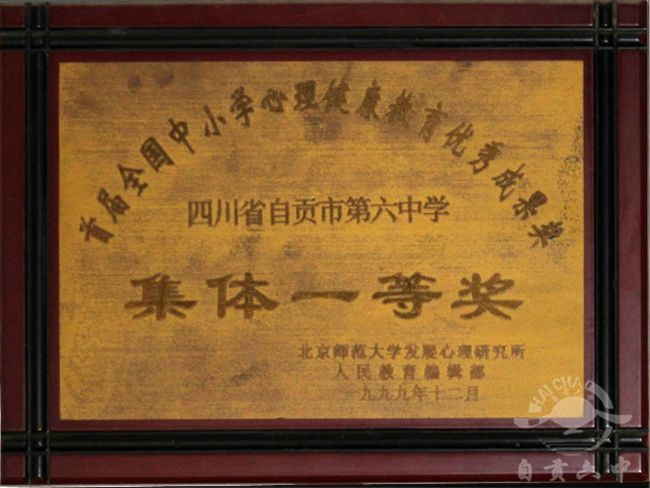 首届全国中小学心理健康教育优秀成果奖
四川省自贡市第六中学
集体一等奖
北京师范大学发展心理研究所
人民教育编辑部
一九九九年十二月
HAI CHAO
自贡六中